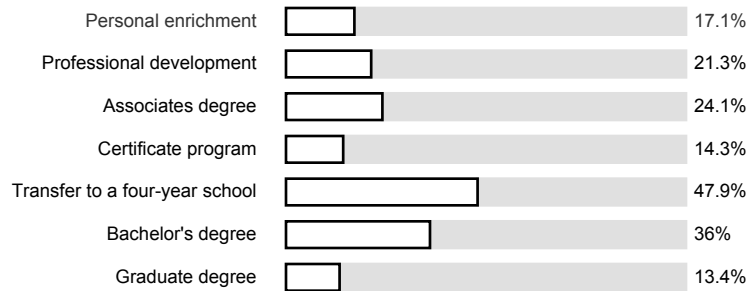 Personal enrichment 17.1%
Professional development 21.3%
Associates degree 24.1%
Certificate program 14.3%
Transfer to a four-year school 47.9%
Bachelor's degree 36%
Graduate degree 13.4%